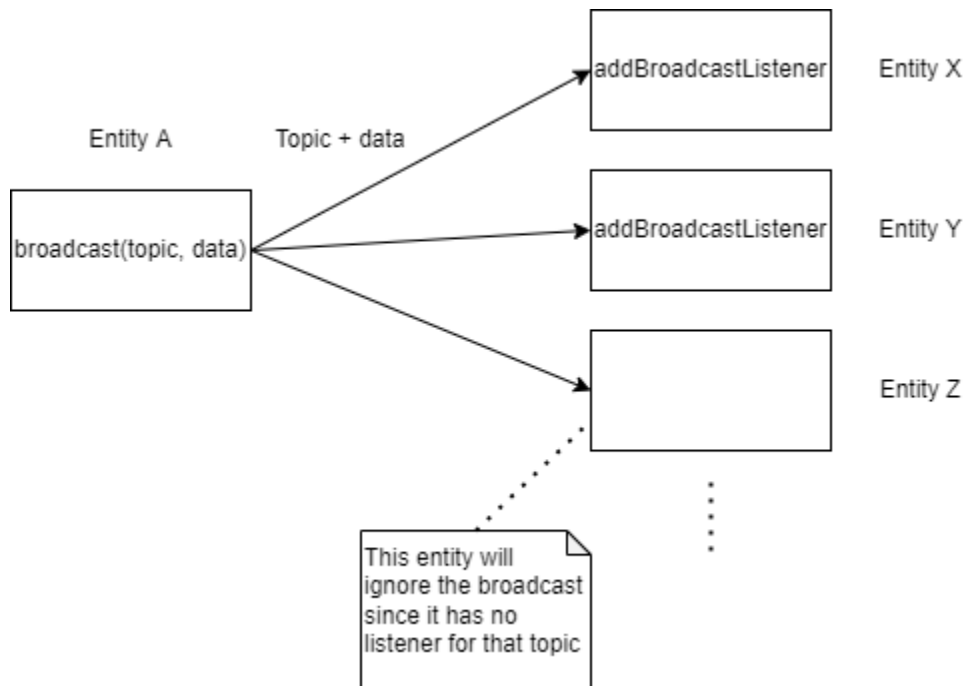 addBroadcastListener
Entity X
Entity A
Topic + data
broadcast(topic, data)
addBroadcastListener
Entity Y
Entity Z
This entity will
ignore the broadcast
since it has no
listener for that topic